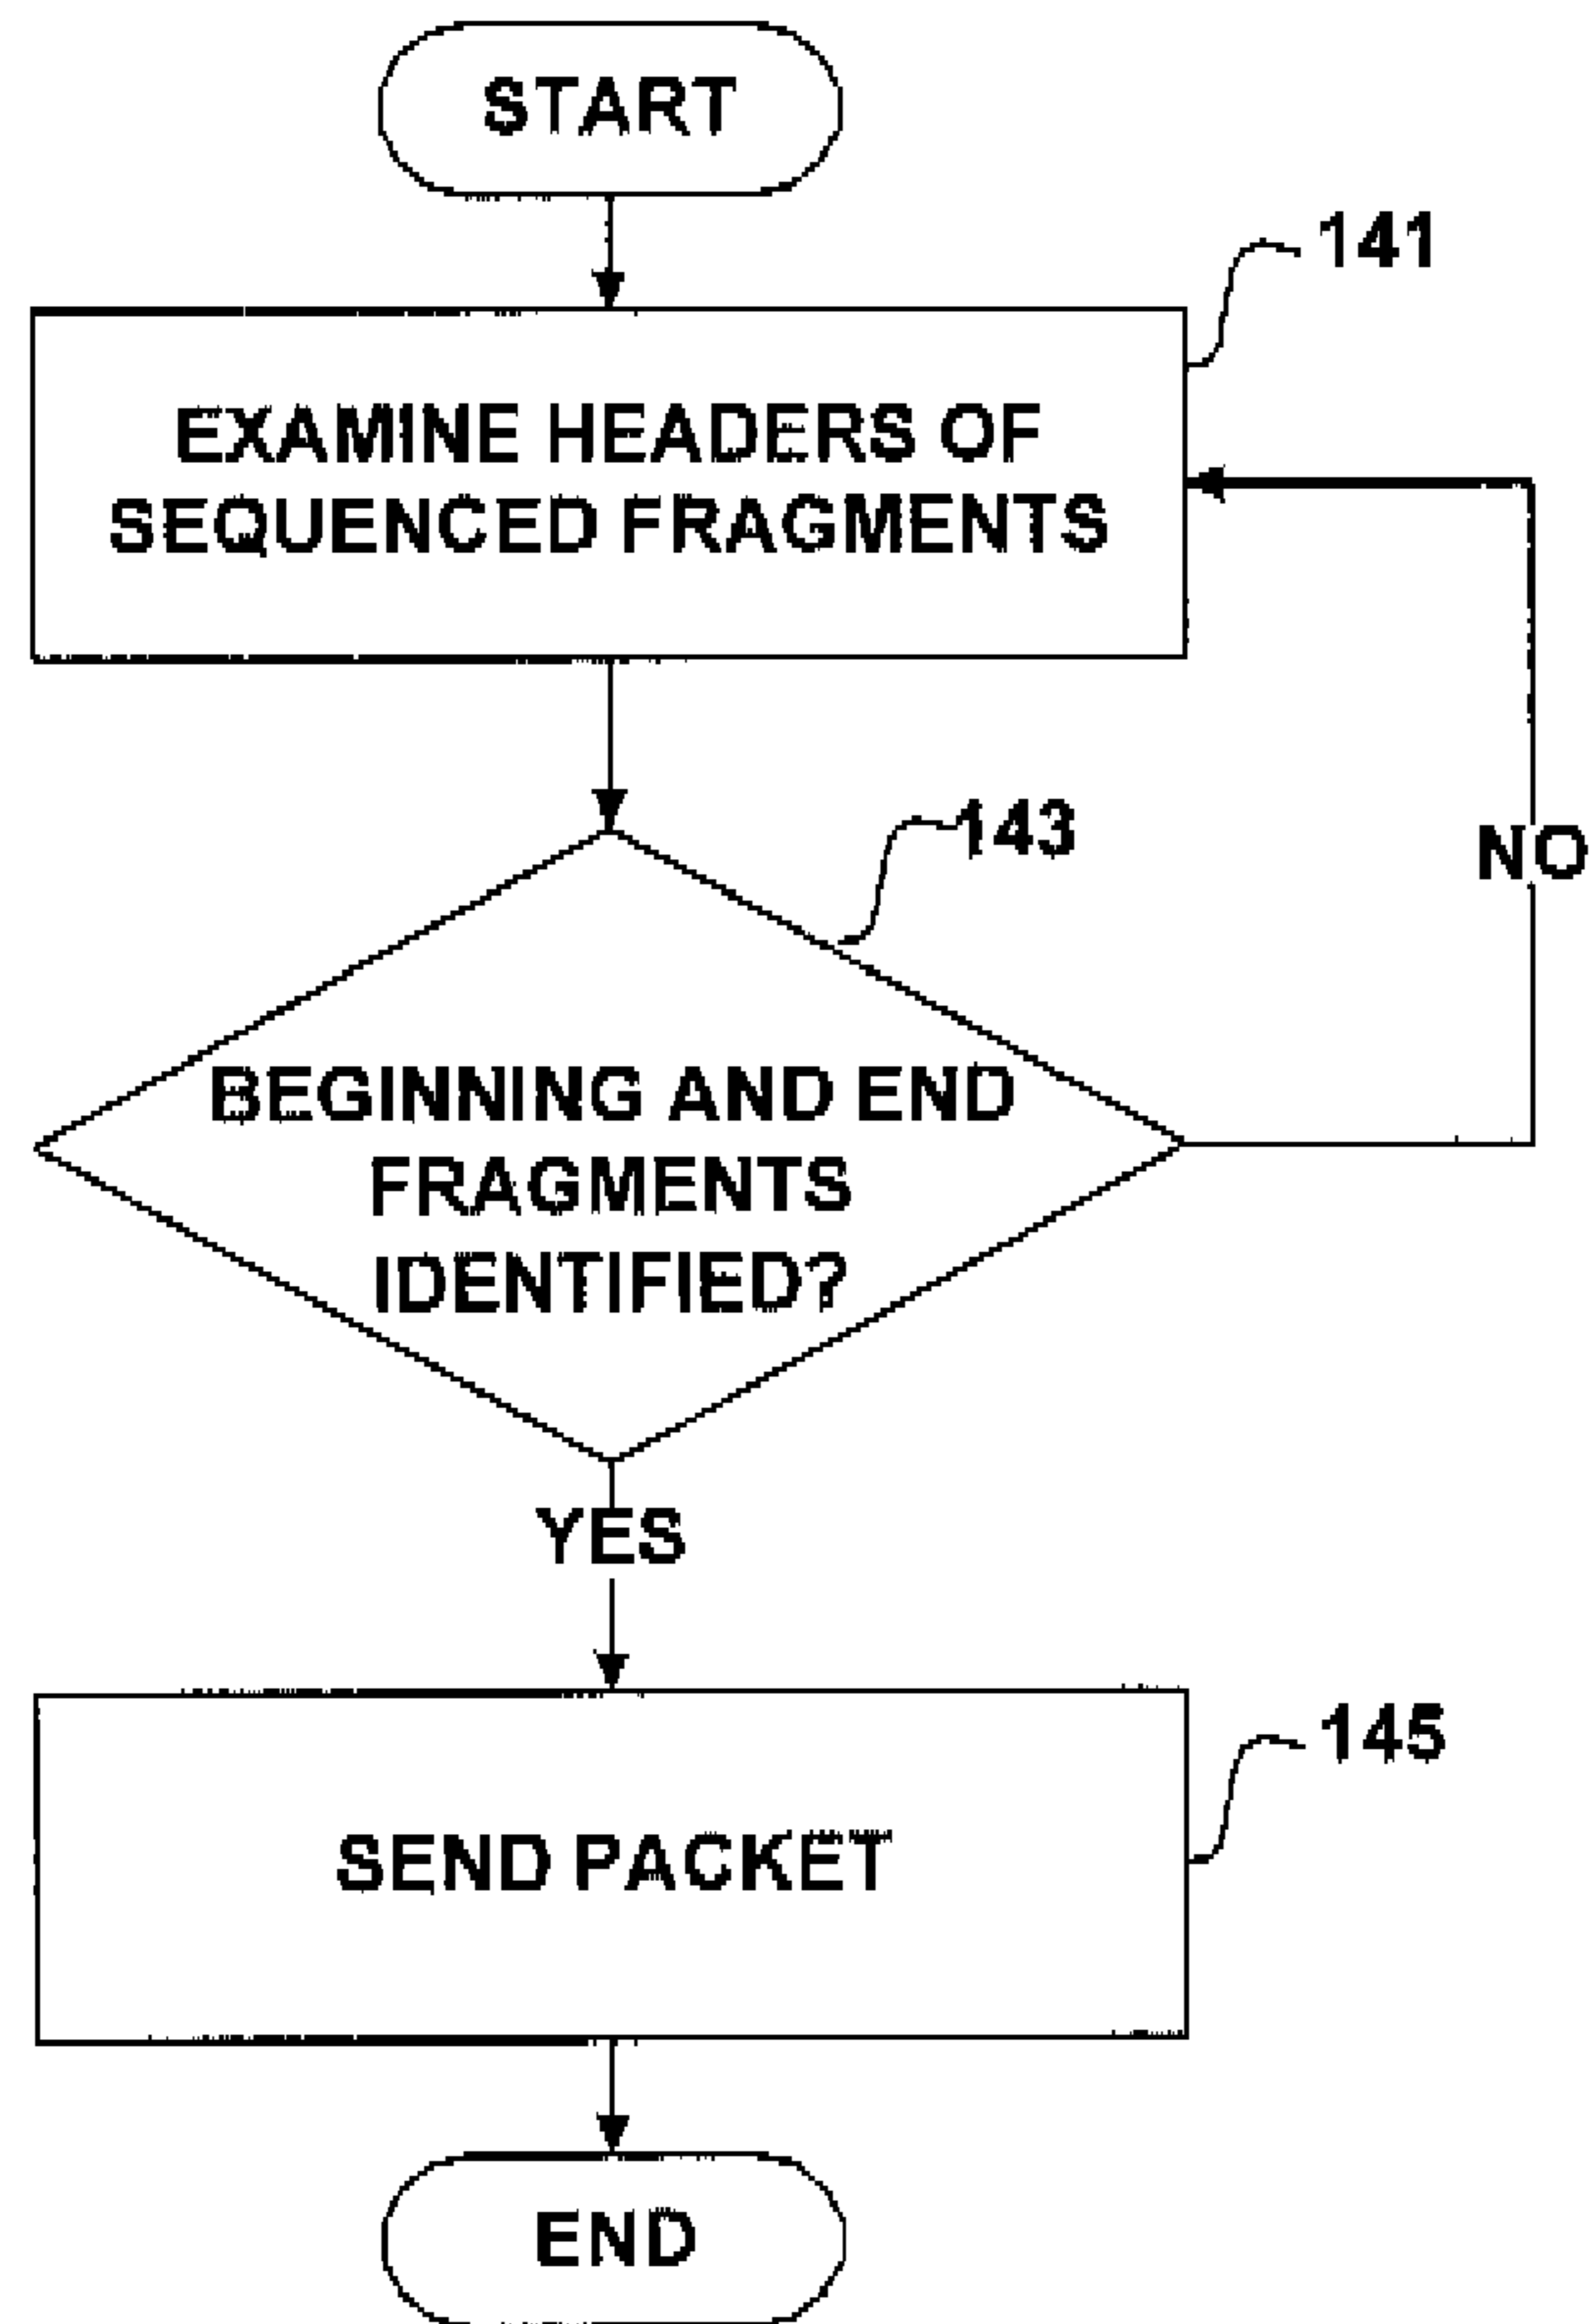 START
141
EXAMINE HEADERS OF
SEQUENCED FRAGMENTS
143
NO
BEGINNING AND END
FRAGMENTS
IDENTIFIED?
YES
145
SEND PACKET
END